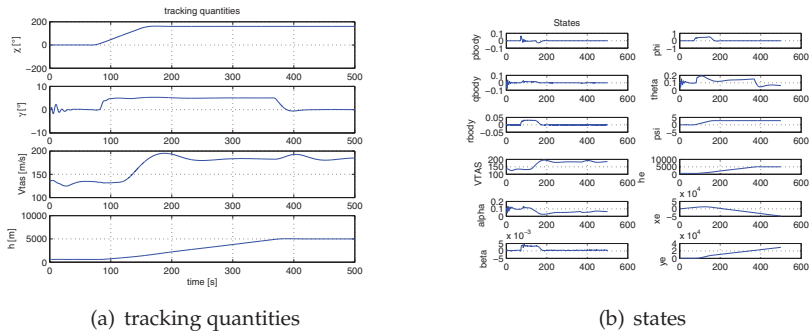 tracking quantities
200
0
−200
χ [°]
0 100 200 300 400 500
10
0
−10
γ [°]
0 100 200 300 400 500
200
150
100
Vtas [m/s]
0 100 200 300 400 500
10000
5000
0
h [m]
0 100 200 300 400 500
time [s]
(a) tracking quantities
States
pbody
0.1
0
−0.1
0 200 400 600
phi
1
0
−1
0 200 400 600
qbody
0.1
0
−0.1
0 200 400 600
theta
0.2
0.1
0
0 200 400 600
rbody
0.05
0
−0.05
0 200 400 600
psi
5
0
−5
0 200 400 600
VTAS
200
150
100
0 200 400 600
he
10000
5000
0
0 200 400 600
alpha
0.2
0.1
0
0 200 400 600
xe
x 10⁴
5
0
−5
0 200 400 600
beta
x 10⁻³
5
0
−5
0 200 400 600
ye
x 10⁴
4
2
0
0 200 400 600
(b) states